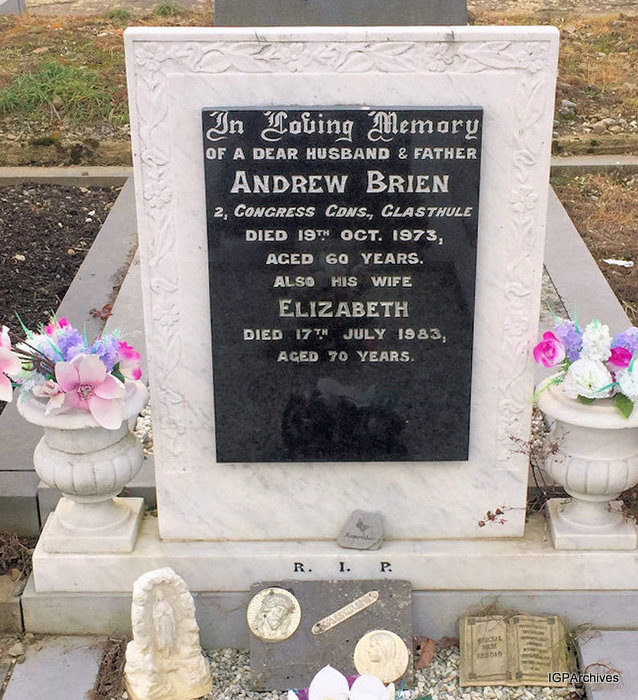 In Loving Memory
OF A DEAR HUSBAND & FATHER
ANDREW BRIEN
2, CONGRESS GDNS., GLASTHULE
DIED 19TH OCT. 1973,
AGED 60 YEARS.
ALSO HIS WIFE
ELIZABETH
DIED 17TH JULY 1983,
AGED 70 YEARS.
R. I. P.
IGPArchives